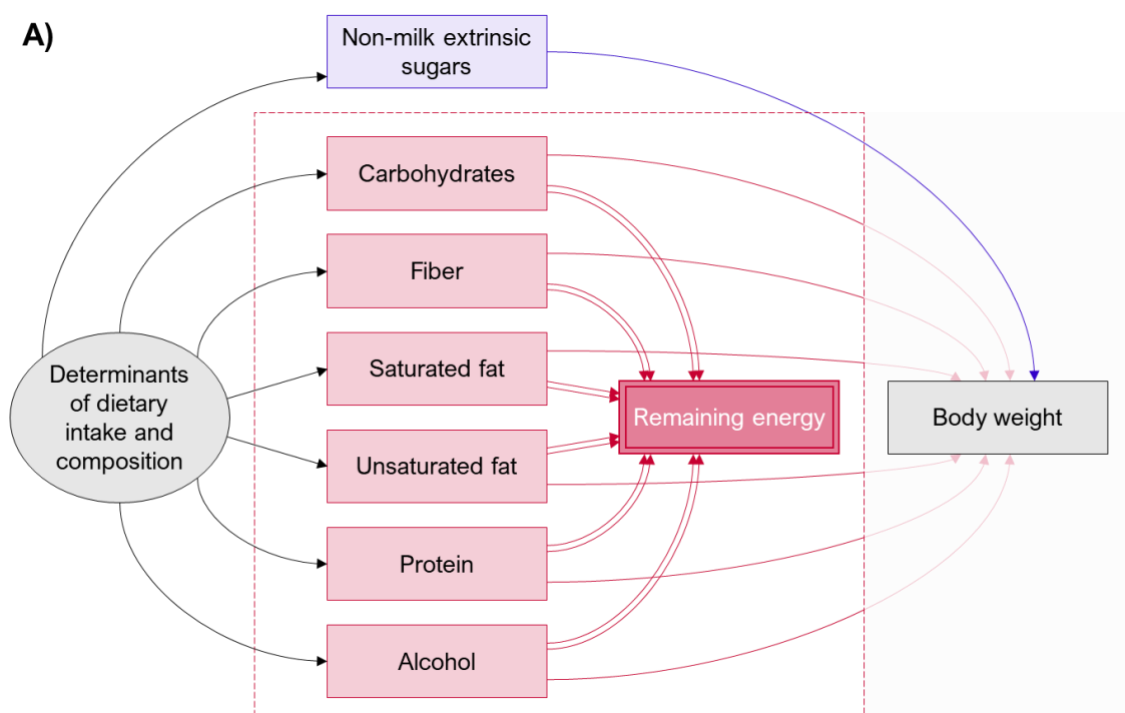 A)
Non-milk extrinsic
sugars
Carbohydrates
Fiber
Saturated fat
Determinants
of dietary
intake and
composition
Remaining energy
Body weight
Unsaturated fat
Protein
Alcohol